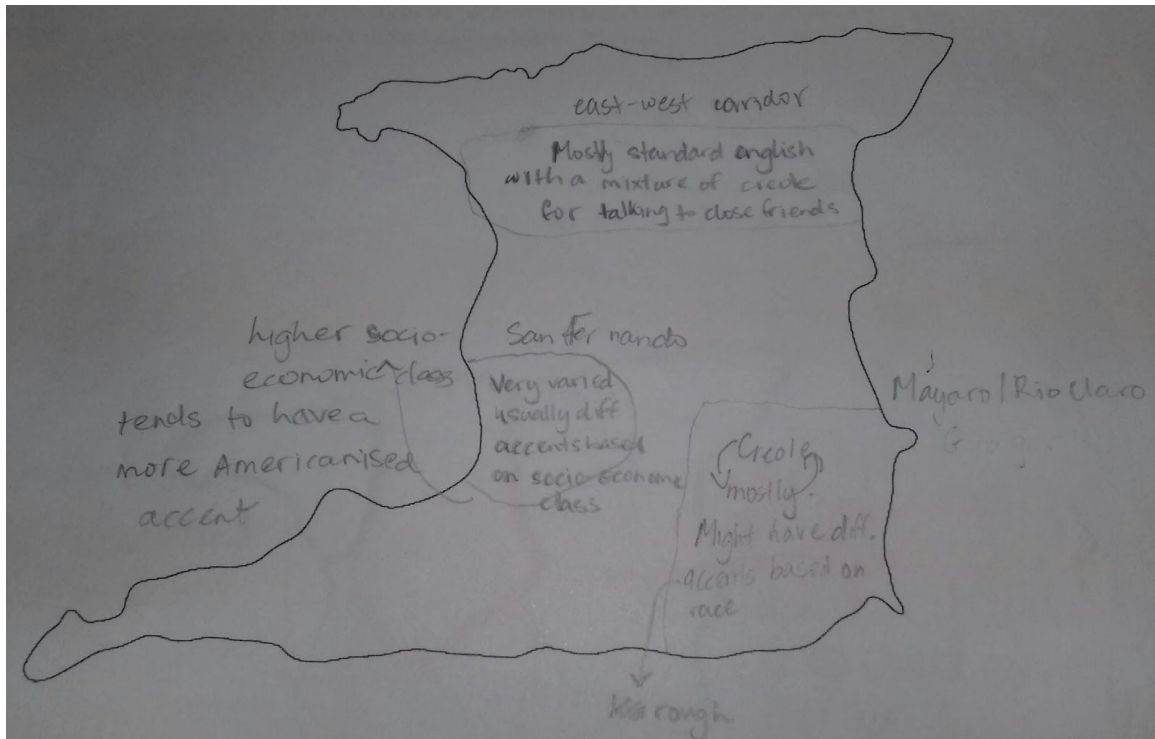 east-west corridor
Mostly standard english
with a mixture of creole
for talking to close friends
higher socio-
economic class
tends to have a
more Americanised
accent
San Fernando
Very varied
usually diff
accents based
on socio-econome
class
Mayaro/Rio Claro
Creole
mostly.
Might have diff.
accents based on
race
rough.